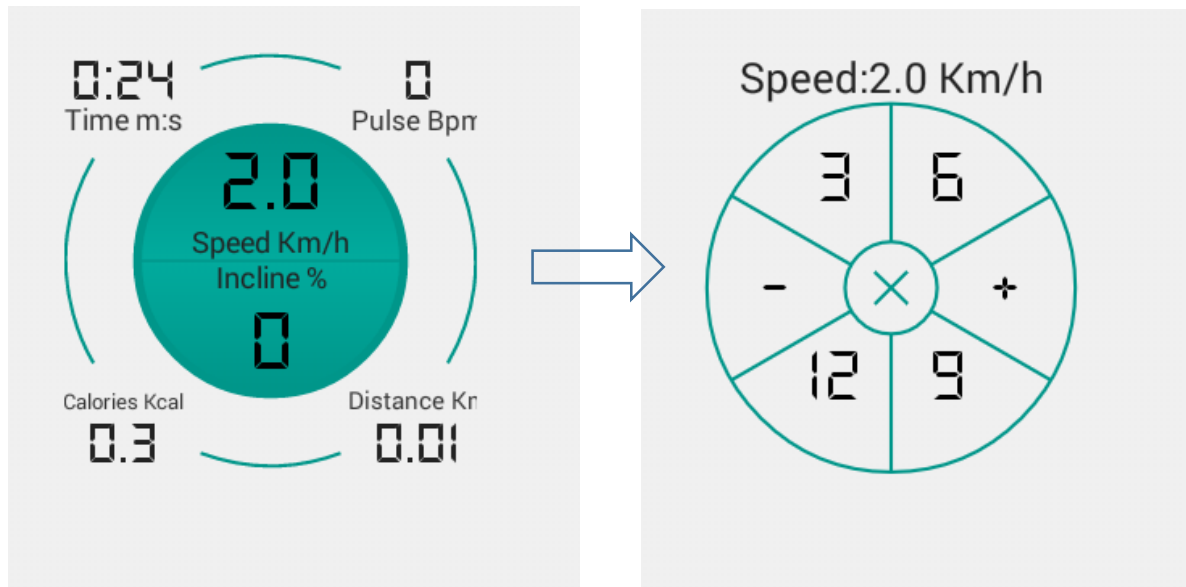 0:24
Time m:s
0
Pulse Bpm
2.0
Speed Km/h
Incline %
0
Calories Kcal
0.3
Distance Kr
0.01
Speed:2.0 Km/h
3
6
-
×
+
12
9